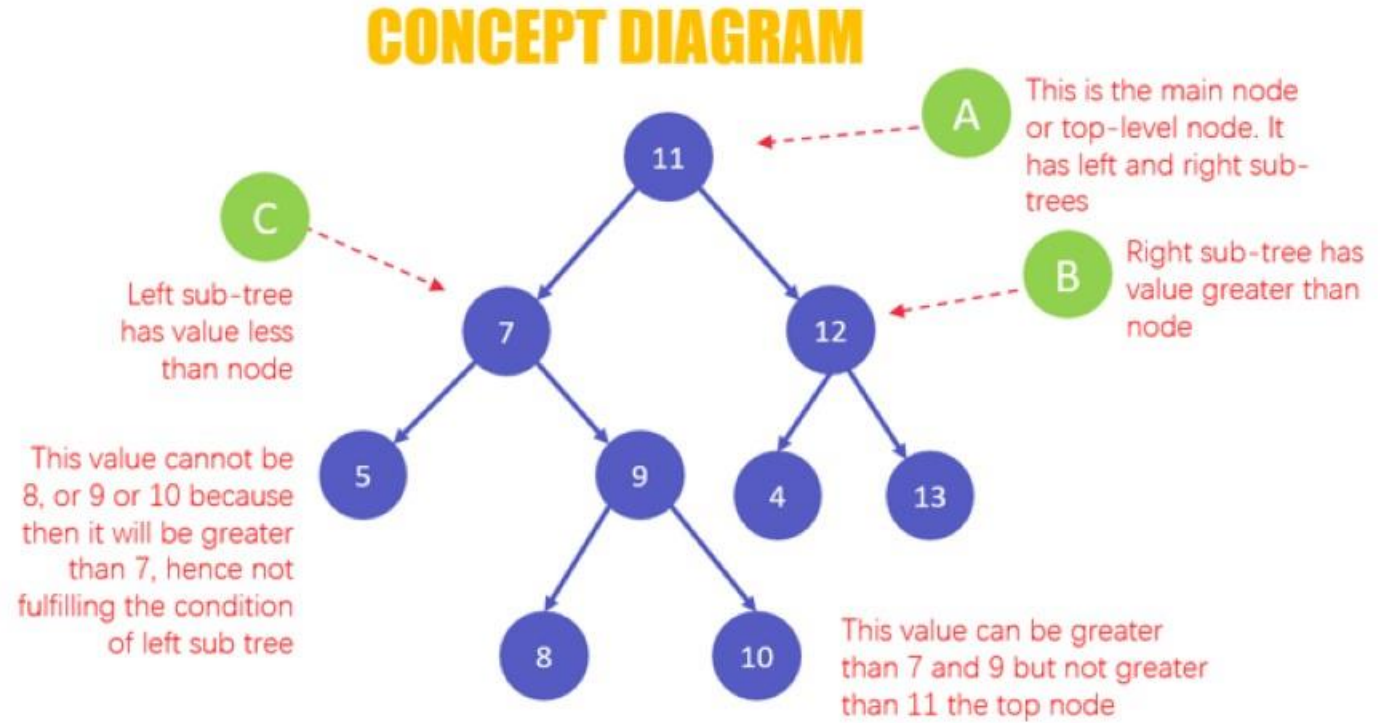 CONCEPT DIAGRAM
A
This is the main node
or top-level node. It
has left and right sub-
trees
11
C
B
Right sub-tree has
value greater than
node
Left sub-tree
has value less
than node
7
12
This value cannot be
8, or 9 or 10 because
then it will be greater
than 7, hence not
fulfilling the condition
of left sub tree
5
9
4
13
8
10
This value can be greater
than 7 and 9 but not greater
than 11 the top node